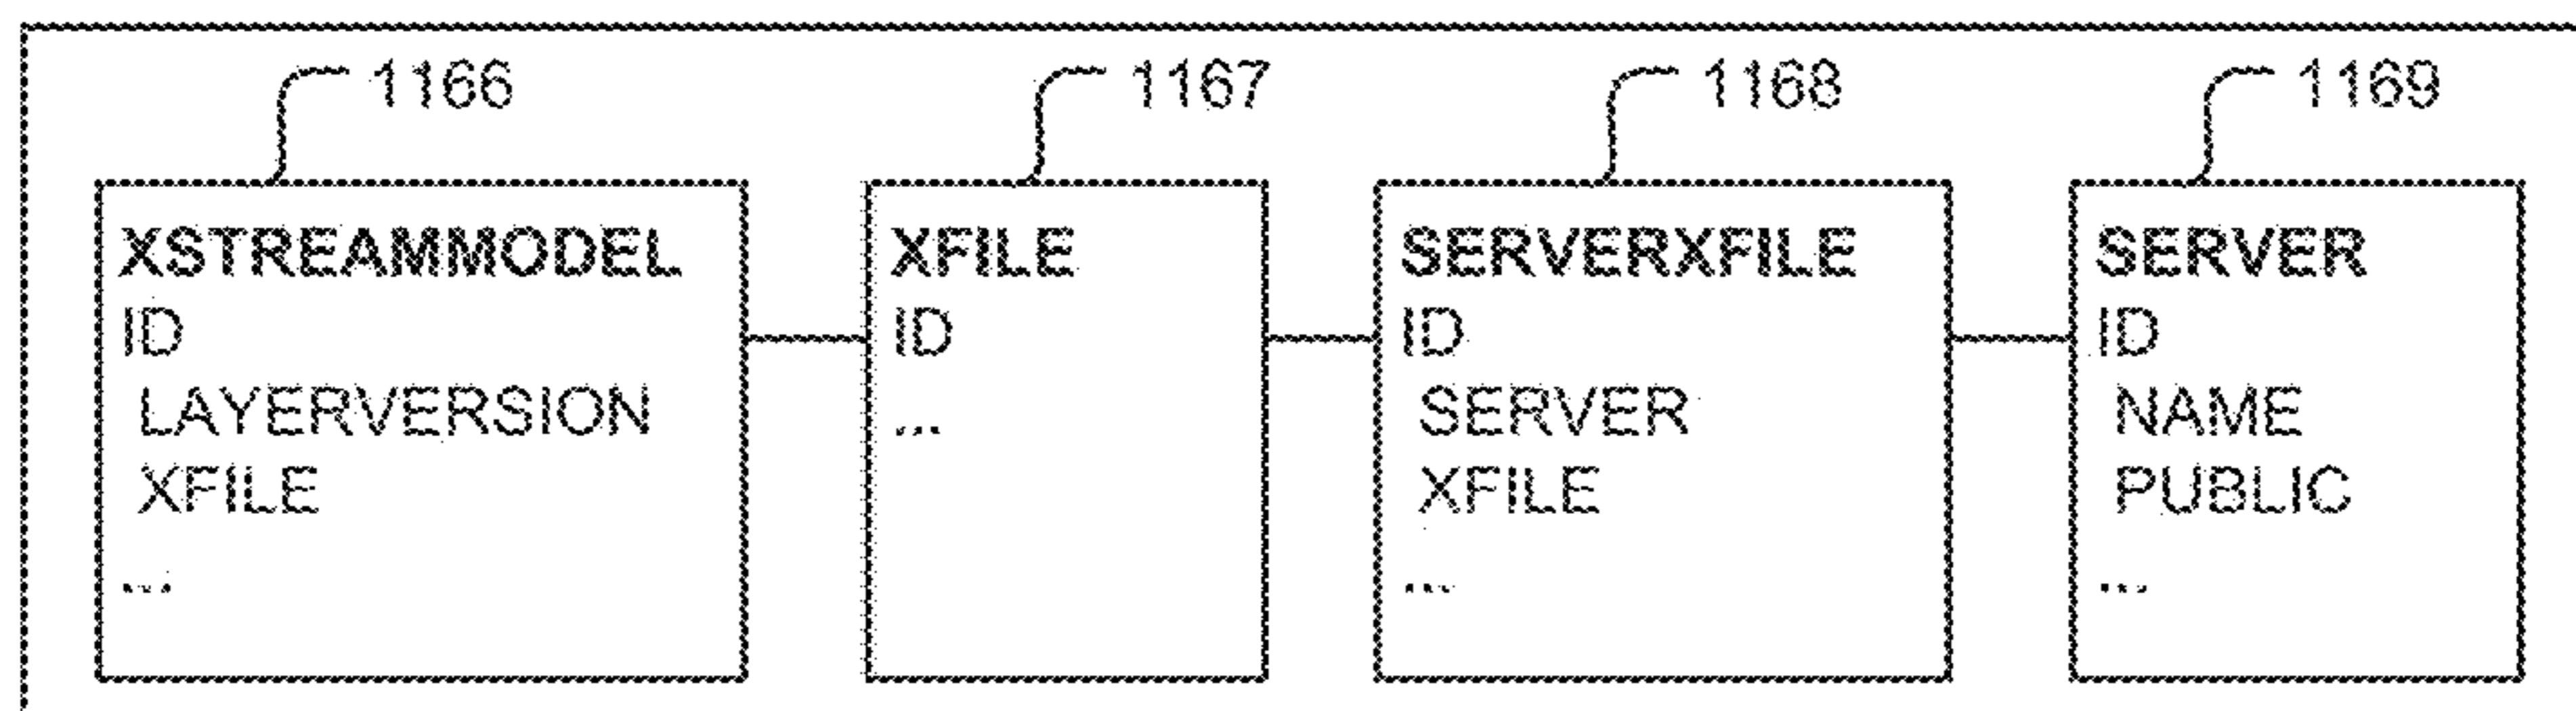 1166
1167
1168
1169
XSTREAMMODEL
ID
LAYERVERSION
XFILE
...
XFILE
ID
...
SERVERXFILE
ID
SERVER
XFILE
...
SERVER
ID
NAME
PUBLIC
...